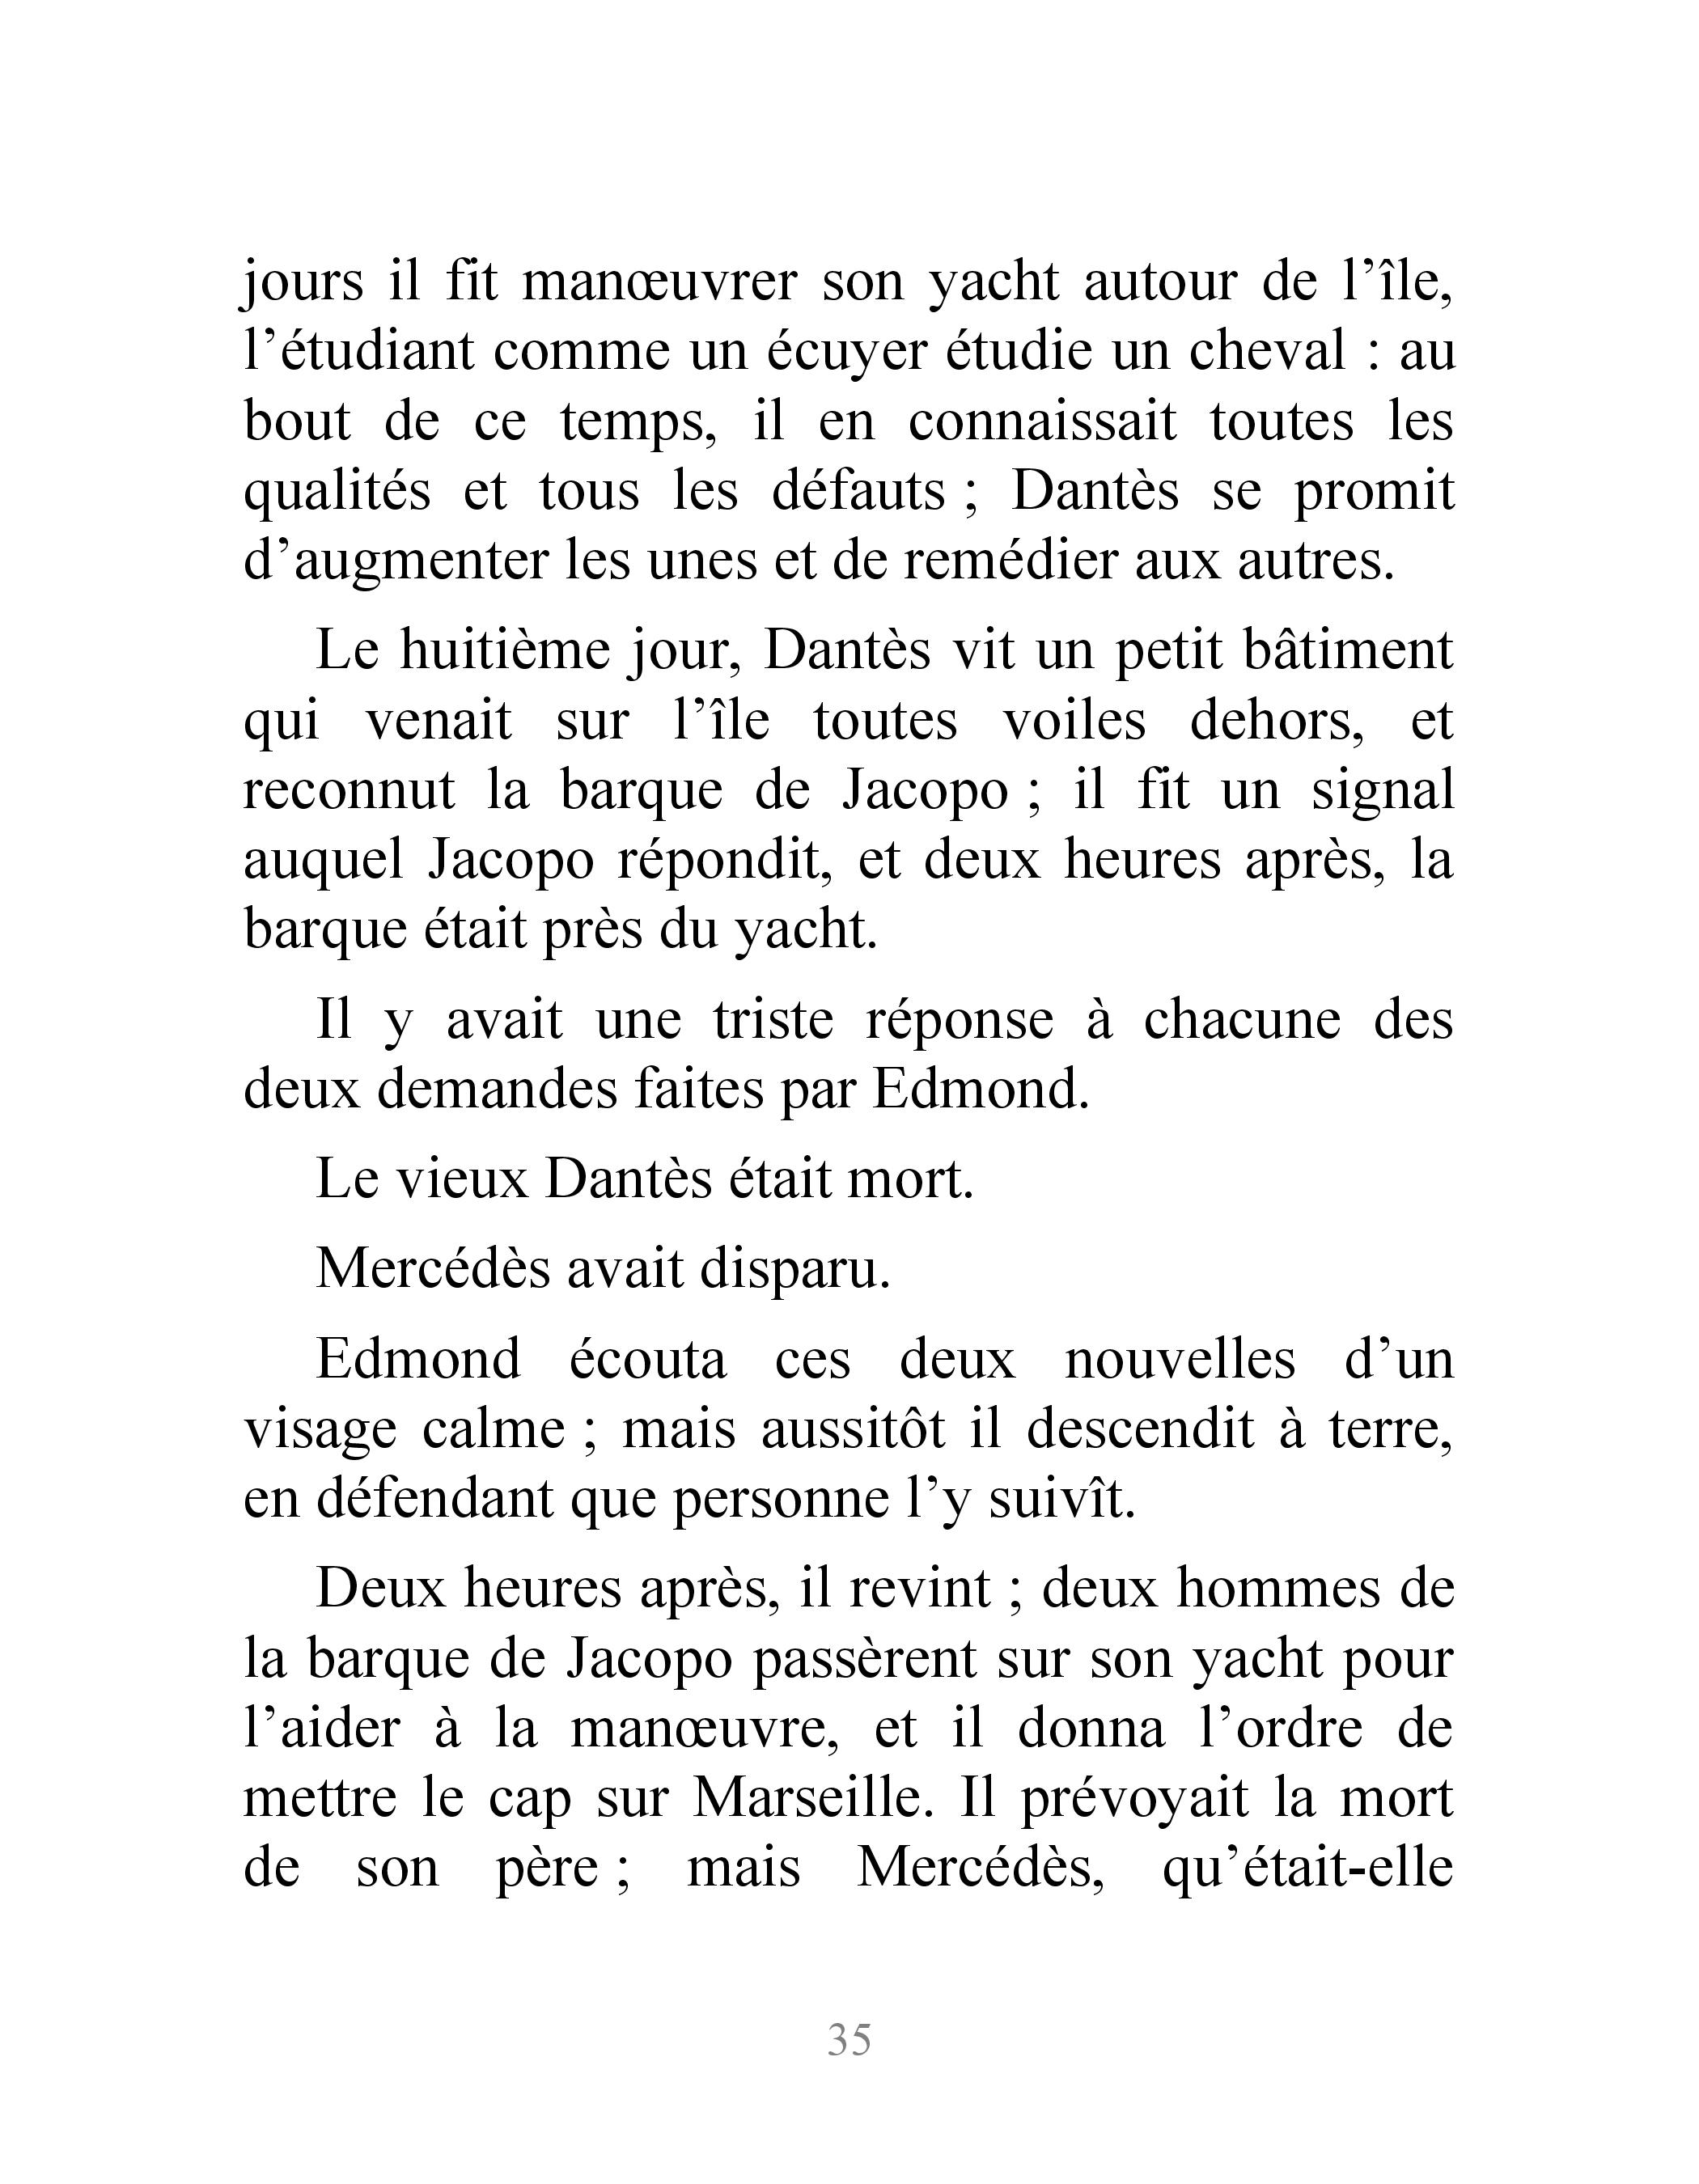 jours il fit manœuvrer son yacht autour de l’île,
l’étudiant comme un écuyer étudie un cheval : au
bout de ce temps, il en connaissait toutes les
qualités et tous les défauts ; Dantès se promit
d’augmenter les unes et de remédier aux autres.
Le huitième jour, Dantès vit un petit bâtiment
qui venait sur l’île toutes voiles dehors, et
reconnut la barque de Jacopo ; il fit un signal
auquel Jacopo répondit, et deux heures après, la
barque était près du yacht.
Il y avait une triste réponse à chacune des
deux demandes faites par Edmond.
Le vieux Dantès était mort.
Mercédès avait disparu.
Edmond écouta ces deux nouvelles d’un
visage calme ; mais aussitôt il descendit à terre,
en défendant que personne l’y suivît.
Deux heures après, il revint ; deux hommes de
la barque de Jacopo passèrent sur son yacht pour
l’aider à la manœuvre, et il donna l’ordre de
mettre le cap sur Marseille. Il prévoyait la mort
de son père ; mais Mercédès, qu’était-elle
35